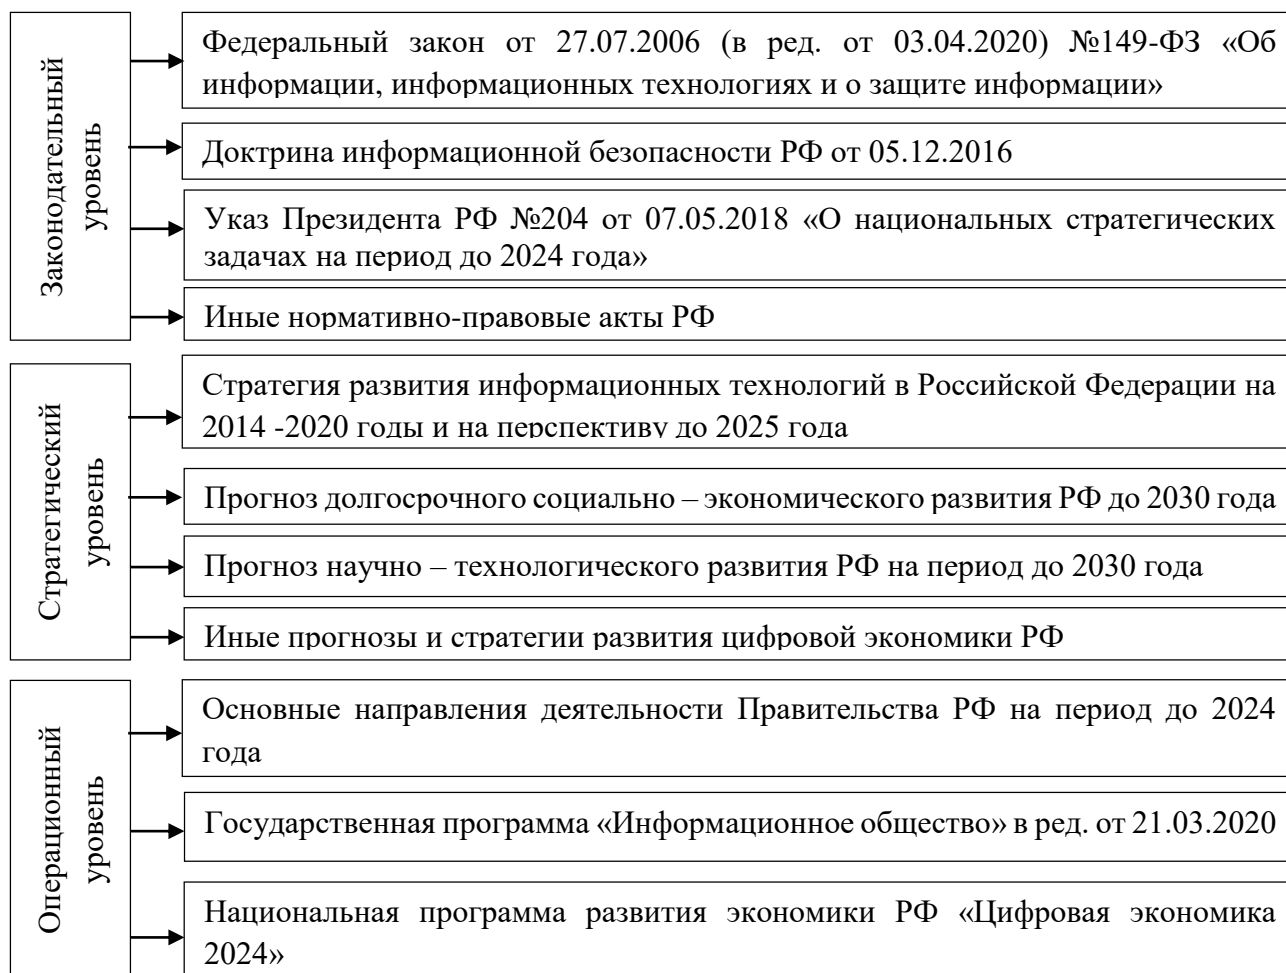 Законодательный
уровень
Федеральный закон от 27.07.2006 (в ред. от 03.04.2020) №149-ФЗ «Об
информации, информационных технологиях и о защите информации»
Доктрина информационной безопасности РФ от 05.12.2016
Указ Президента РФ №204 от 07.05.2018 «О национальных стратегических
задачах на период до 2024 года»
Иные нормативно-правовые акты РФ
Стратегический
уровень
Стратегия развития информационных технологий в Российской Федерации на
2014 -2020 годы и на перспективу до 2025 года
Прогноз долгосрочного социально – экономического развития РФ до 2030 года
Прогноз научно – технологического развития РФ на период до 2030 года
Иные прогнозы и стратегии развития цифровой экономики РФ
Операционный
уровень
Основные направления деятельности Правительства РФ на период до 2024
года
Государственная программа «Информационное общество» в ред. от 21.03.2020
Национальная программа развития экономики РФ «Цифровая экономика
2024»